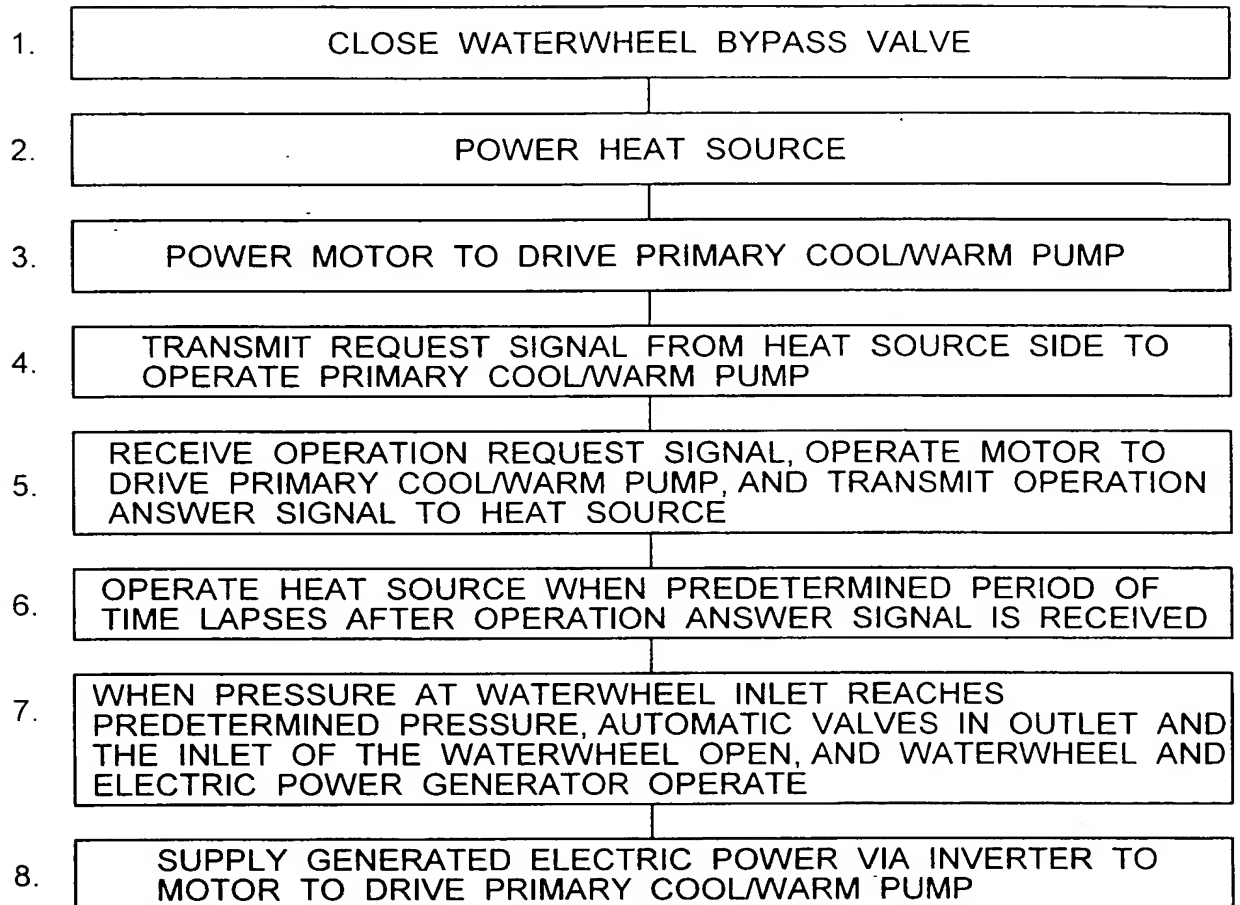 1. CLOSE WATERWHEEL BYPASS VALVE
2. POWER HEAT SOURCE
3. POWER MOTOR TO DRIVE PRIMARY COOL/WARM PUMP
4. TRANSMIT REQUEST SIGNAL FROM HEAT SOURCE SIDE TO
OPERATE PRIMARY COOL/WARM PUMP
5. RECEIVE OPERATION REQUEST SIGNAL, OPERATE MOTOR TO
DRIVE PRIMARY COOL/WARM PUMP, AND TRANSMIT OPERATION
ANSWER SIGNAL TO HEAT SOURCE
6. OPERATE HEAT SOURCE WHEN PREDETERMINED PERIOD OF
TIME LAPSES AFTER OPERATION ANSWER SIGNAL IS RECEIVED
7. WHEN PRESSURE AT WATERWHEEL INLET REACHES
PREDETERMINED PRESSURE, AUTOMATIC VALVES IN OUTLET AND
THE INLET OF THE WATERWHEEL OPEN, AND WATERWHEEL AND
ELECTRIC POWER GENERATOR OPERATE
8. SUPPLY GENERATED ELECTRIC POWER VIA INVERTER TO
MOTOR TO DRIVE PRIMARY COOL/WARM PUMP